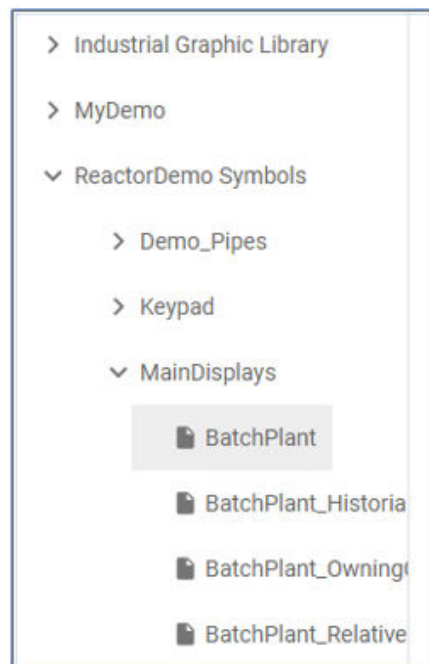 Industrial Graphic Library
MyDemo
ReactorDemo Symbols
Demo_Pipes
Keypad
MainDisplays
BatchPlant
BatchPlant_Historia
BatchPlant_Owning
BatchPlant_Relative